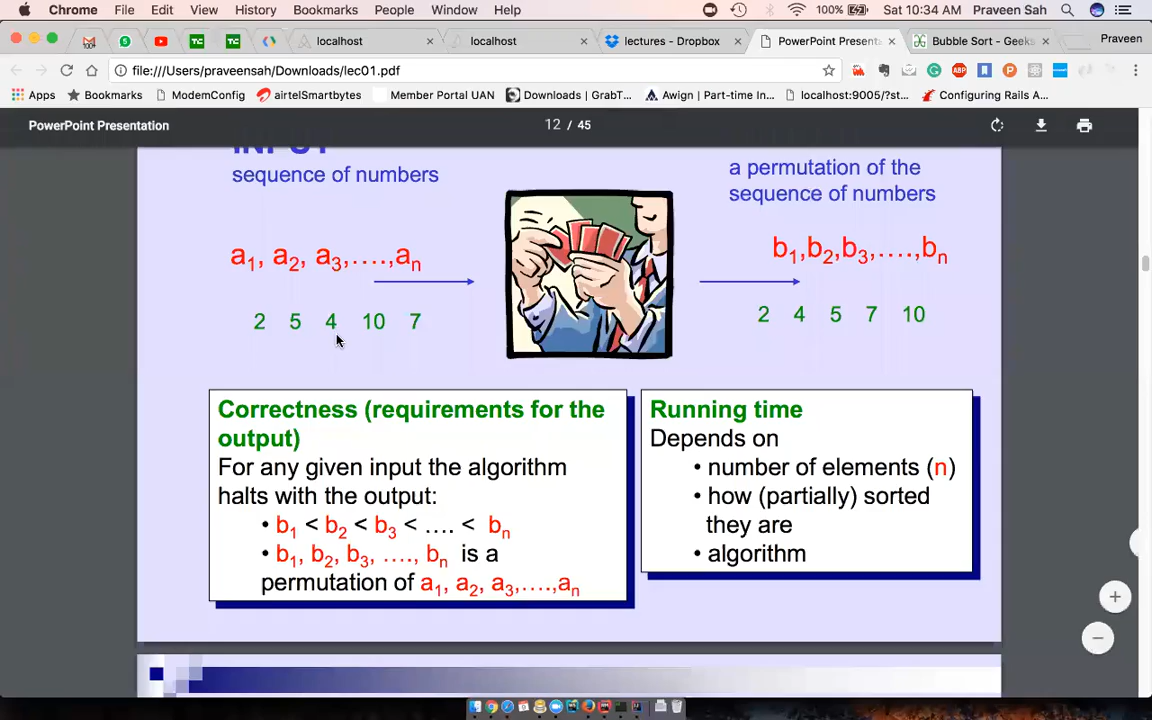 Chrome File Edit View History Bookmarks People Window Help 100% Sat 10:34 AM Praveen Sah
localhost localhost lectures - Dropbox PowerPoint Present Bubble Sort - Geeks Praveen
file:///Users/praveensah/Downloads/lec01.pdf
Apps Bookmarks ModemConfig airtelSmartbytes Member Portal UAN Downloads | GrabT... Awign | Part-time In... localhost:9005/?st... Configuring Rails A...
PowerPoint Presentation 12 / 45
INPUT
sequence of numbers
a permutation of the
sequence of numbers
a1, a2, a3,....,an
b1,b2,b3,....,bn
2 5 4 10 7
2 4 5 7 10
Correctness (requirements for the
output)
For any given input the algorithm
halts with the output:
• b1 < b2 < b3 < .... < bn
• b1, b2, b3, ...., bn is a
permutation of a1, a2, a3,....,an
Running time
Depends on
• number of elements (n)
• how (partially) sorted
they are
• algorithm